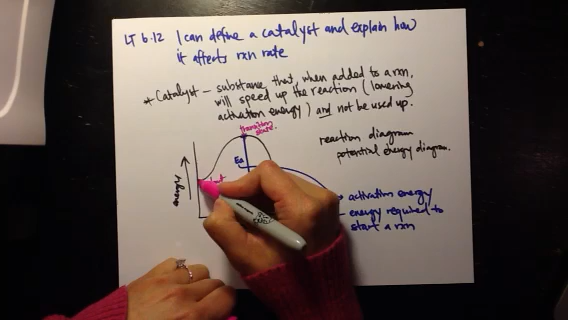 LT 6.12 I can define a catalyst and explain how
it affects rxn rate
* Catalyst - substance that, when added to a rxn,
will speed up the reaction (lowering
activation energy) and not be used up.
transition
state
reaction diagram
potential energy diagram.
Ea
activation energy
- energy required to
start a rxn